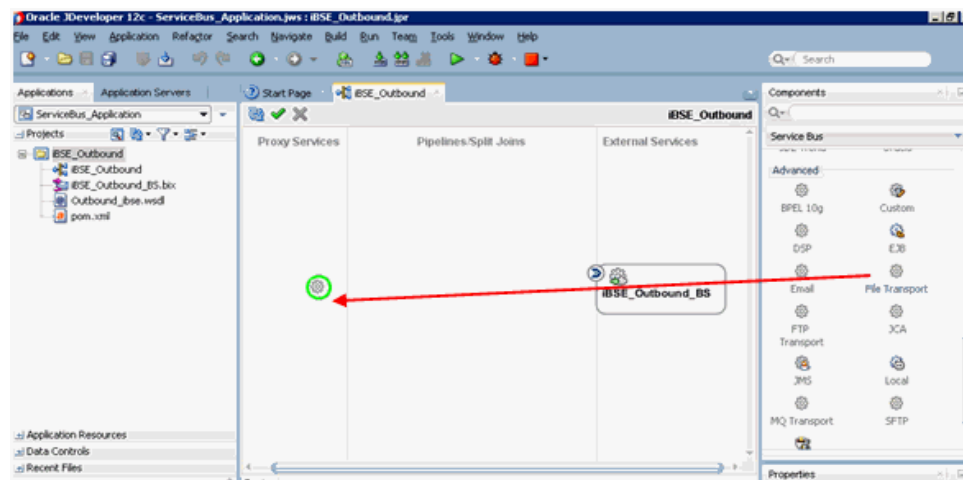 Oracle JDeveloper 12c - ServiceBus_Application.jws : iBSE_Outbound.jpr
File Edit View Application Refactor Search Navigate Build Run Team Tools Window Help
Search
Applications Application Servers
Start Page iBSE_Outbound
Components
ServiceBus_Application
iBSE_Outbound
Projects
Service Bus
Proxy Services Pipelines/Split Joins External Services
iBSE_Outbound
iBSE_Outbound
iBSE_Outbound_BS.bix
Outbound_ibse.wsdl
pom.xml
Advanced
BPEL 10g Custom
DSP EJB
Email File Transport
iBSE_Outbound_BS
FTP Transport JCA
JMS Local
MQ Transport SFTP
Application Resources
Data Controls
Recent Files
Properties